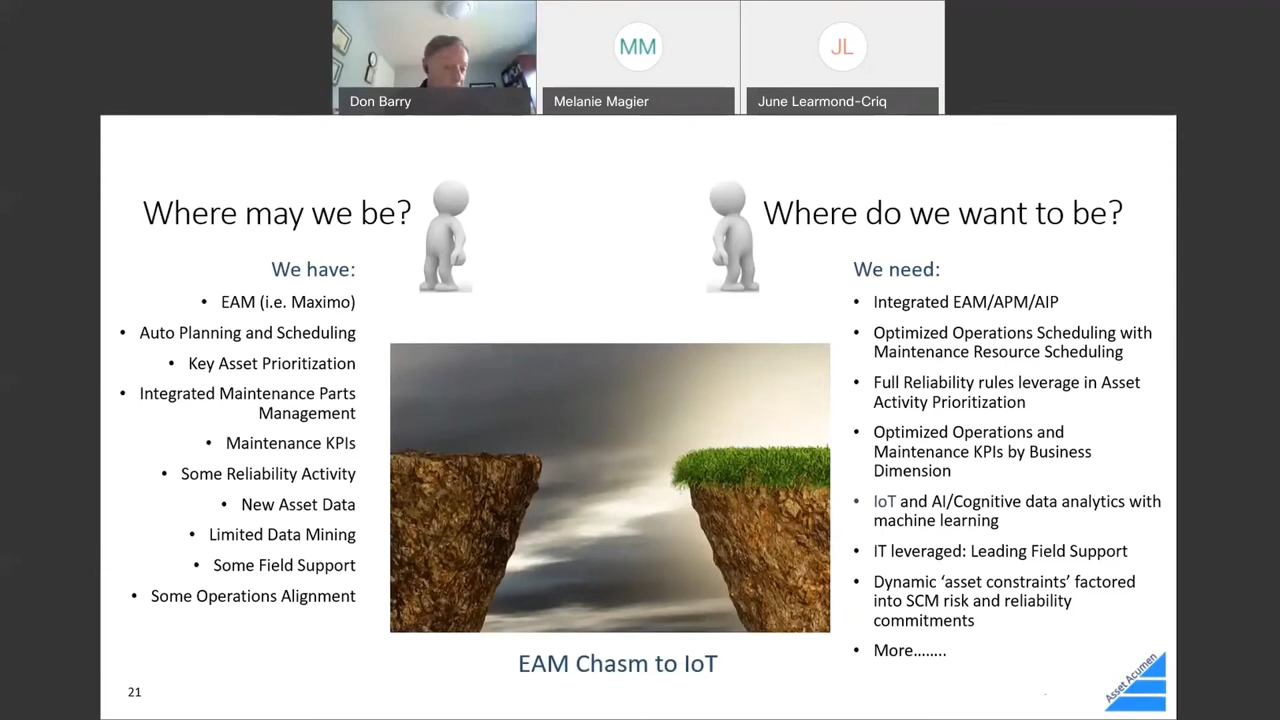 MM
JL
Don Barry
Melanie Magier
June Learmond-Criq
Where may we be?
We have:
• EAM (i.e. Maximo)
• Auto Planning and Scheduling
• Key Asset Prioritization
• Integrated Maintenance Parts
Management
• Maintenance KPIs
• Some Reliability Activity
• New Asset Data
• Limited Data Mining
• Some Field Support
• Some Operations Alignment
Where do we want to be?
We need:
• Integrated EAM/APM/AIP
• Optimized Operations Scheduling with
Maintenance Resource Scheduling
• Full Reliability rules leverage in Asset
Activity Prioritization
• Optimized Operations and
Maintenance KPIs by Business
Dimension
• IoT and AI/Cognitive data analytics with
machine learning
• IT leveraged: Leading Field Support
• Dynamic ‘asset constraints’ factored
into SCM risk and reliability
commitments
• More........
EAM Chasm to IoT
21
Asset Acumen